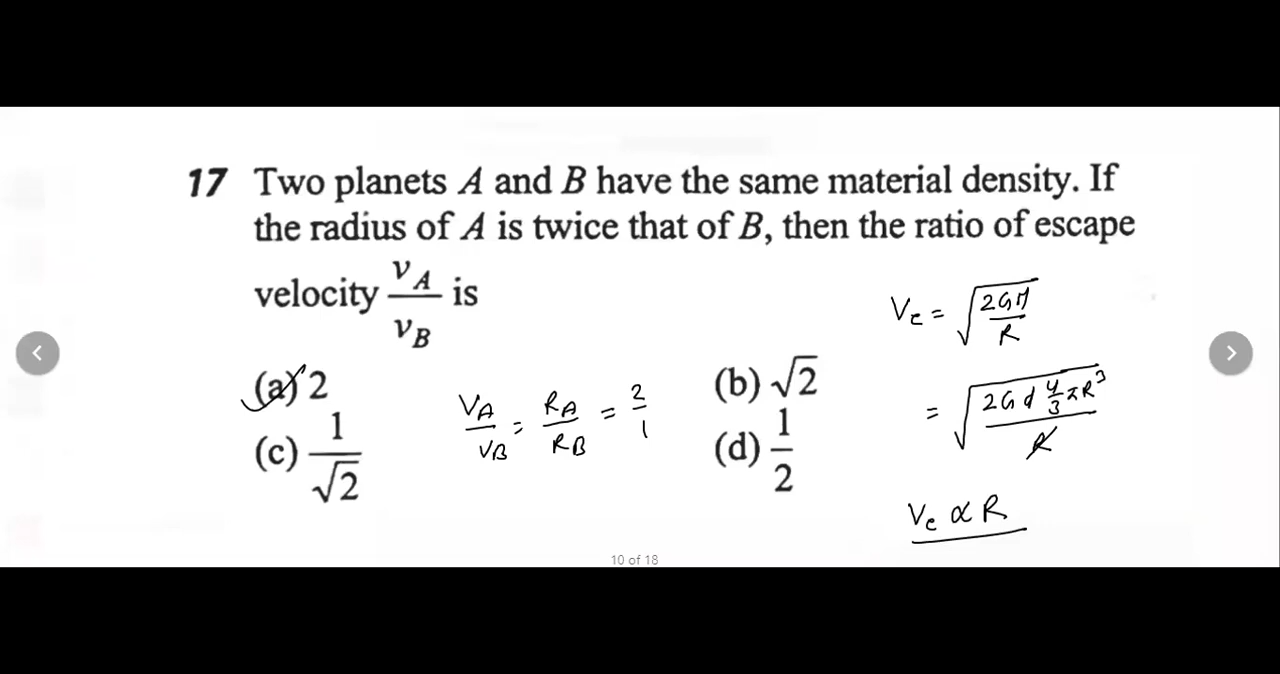 17 Two planets A and B have the same material density. If
the radius of A is twice that of B, then the ratio of escape
velocity v_A/v_B is
(a) 2
(b) √2
(c) 1/√2
(d) 1/2
V_A/V_B = R_A/R_B = 2/1
V_e = √(2GM/R)
= √(2Gd 4/3 πR³/R)
V_e ∝ R
10 of 18